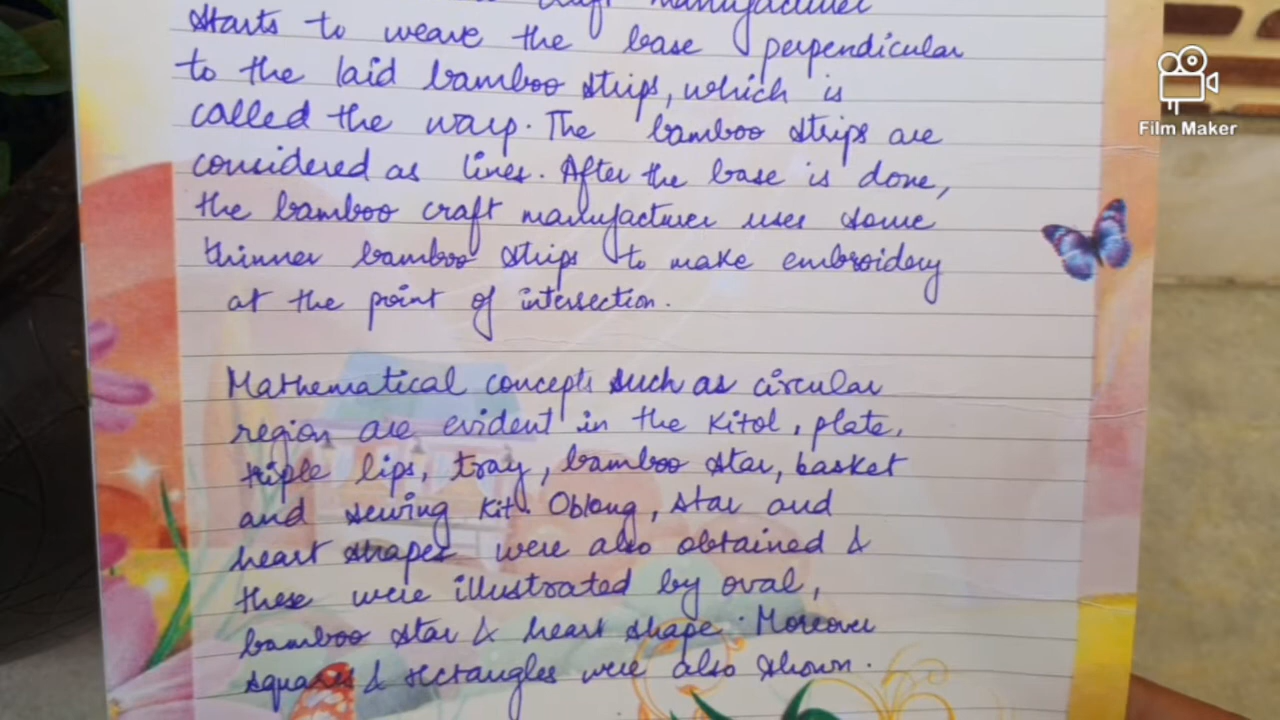 craft manufacturer
starts to weave the base perpendicular
to the laid bamboo strips, which is
called the warp. The bamboo strips are
considered as lines. After the base is done,
the bamboo craft manufacturer uses some
thinner bamboo strips to make embroidery
at the point of intersection.
Mathematical concepts such as circular
region are evident in the Kitol, plate,
triple lips, tray, bamboo star, basket
and sewing kit. Oblong, star and
heart shapes were also obtained &
these were illustrated by oval,
bamboo star & heart shape. Moreover
squares & rectangles were also shown.
Film Maker